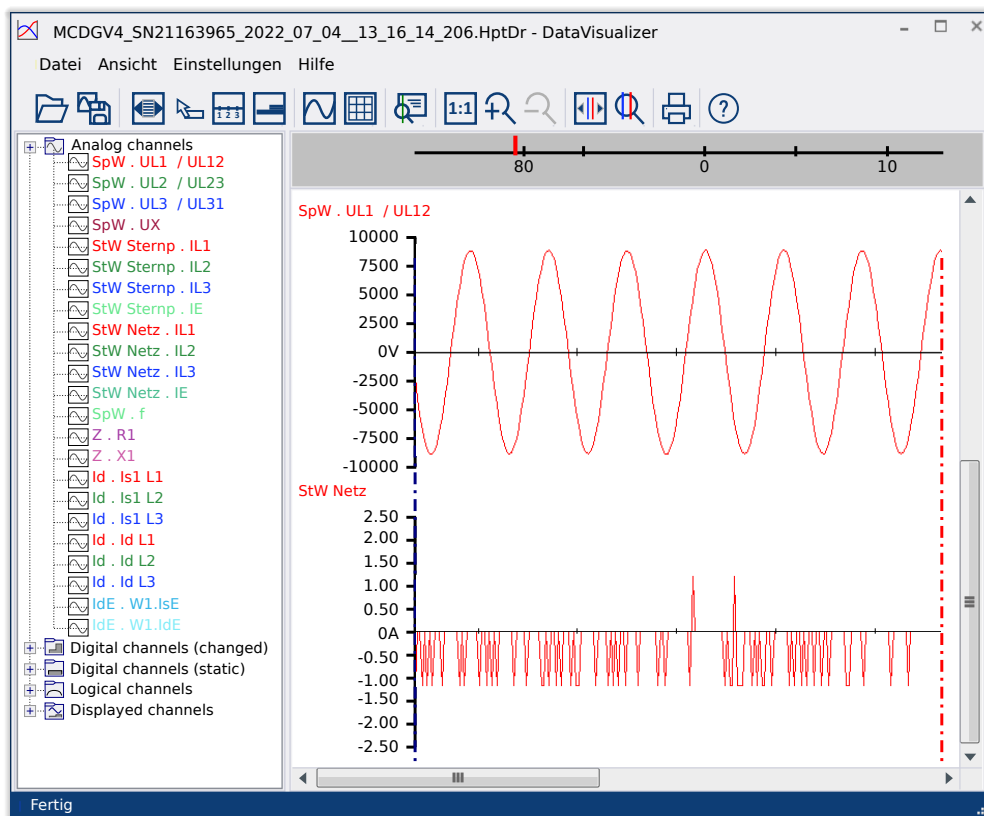 MCDGV4_SN21163965_2022_07_04__13_16_14_206.HptDr - DataVisualizer
Datei Ansicht Einstellungen Hilfe
1 2 3
1:1
?
Analog channels
SpW . UL1 / UL12
SpW . UL2 / UL23
SpW . UL3 / UL31
SpW . UX
StW Sternp . IL1
StW Sternp . IL2
StW Sternp . IL3
StW Sternp . IE
StW Netz . IL1
StW Netz . IL2
StW Netz . IL3
StW Netz . IE
SpW . f
Z . R1
Z . X1
Id . Is1 L1
Id . Is1 L2
Id . Is1 L3
Id . Id L1
Id . Id L2
Id . Id L3
IdE . W1.IsE
IdE . W1.IdE
Digital channels (changed)
Digital channels (static)
Logical channels
Displayed channels
80 0 10
SpW . UL1 / UL12
10000
7500
5000
2500
0V
-2500
-5000
-7500
-10000
StW Netz
2.50
2.00
1.50
1.00
0.50
0A
-0.50
-1.00
-1.50
-2.00
-2.50
Fertig